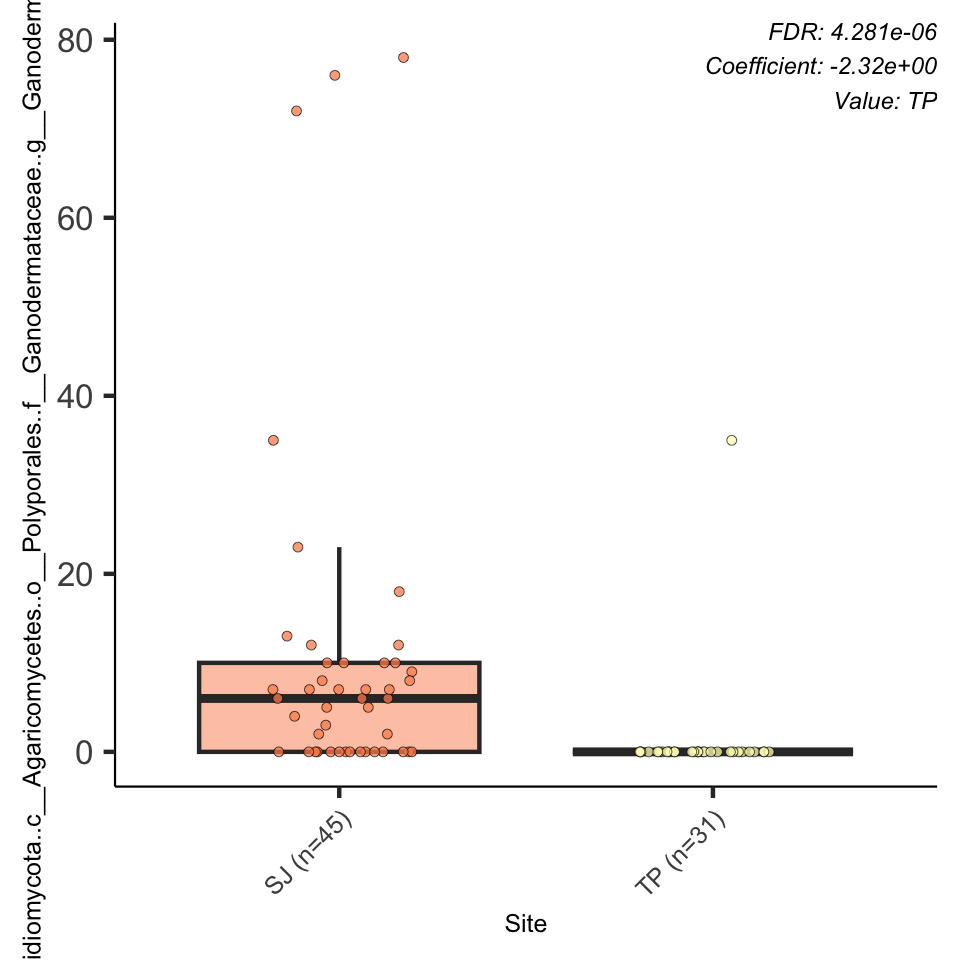 FDR: 4.281e-06
Coefficient: -2.32e+00
Value: TP
idiomycota..c__Agaricomycetes..o__Polyporales..f__Ganodermataceae..g__Ganoderm
80
60
40
20
0
SJ (n=45)
TP (n=31)
Site